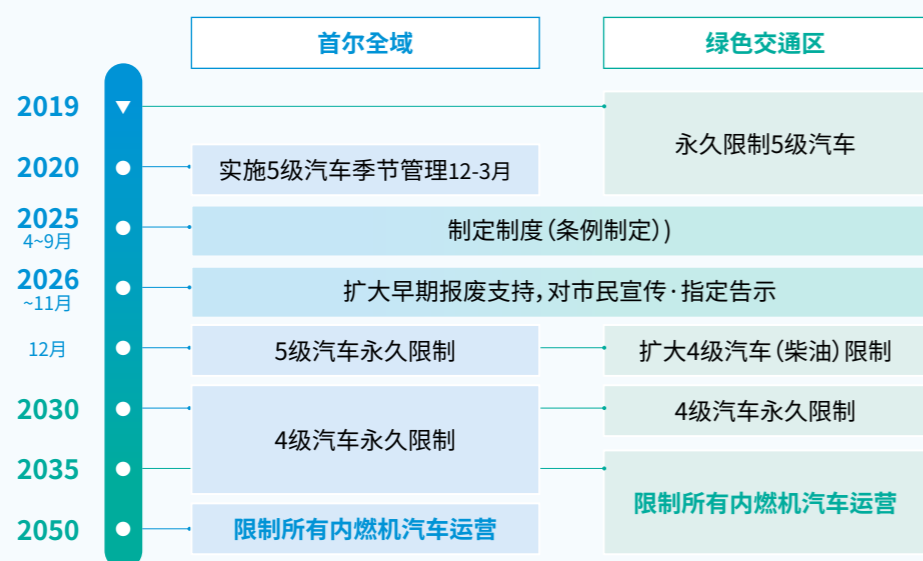 首尔全域
绿色交通区
2019
永久限制5级汽车
2020
实施5级汽车季节管理12-3月
2025
4~9月
制定制度（条例制定）)
2026
~11月
扩大早期报废支持，对市民宣传·指定告示
12月
5级汽车永久限制
扩大4级汽车（柴油）限制
2030
4级汽车永久限制
4级汽车永久限制
2035
限制所有内燃机汽车运营
2050
限制所有内燃机汽车运营